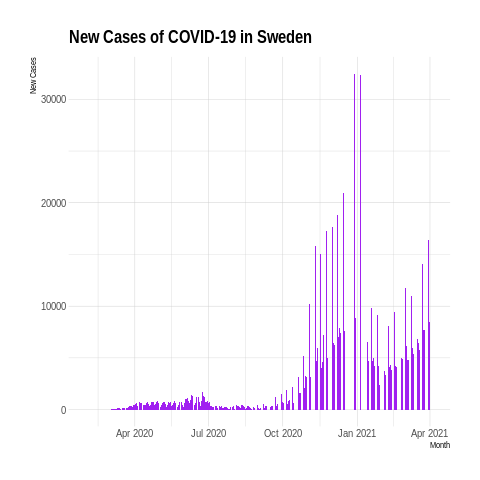 New Cases of COVID-19 in Sweden
New Cases
30000
20000
10000
0
Apr 2020 Jul 2020 Oct 2020 Jan 2021 Apr 2021
Month